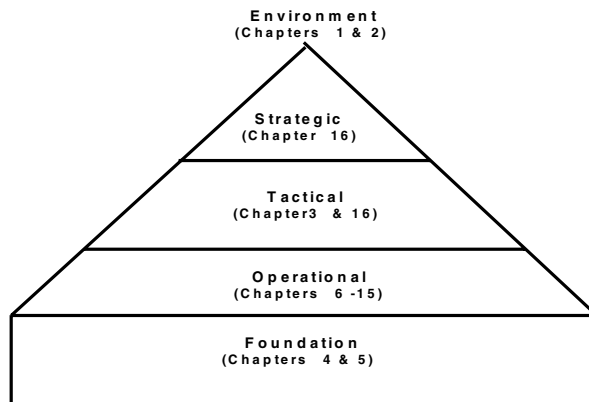 Environment
(Chapters 1 & 2)
Strategic
(Chapter 16)
Tactical
(Chapter3 & 16)
Operational
(Chapters 6 -15)
Foundation
(Chapters 4 & 5)